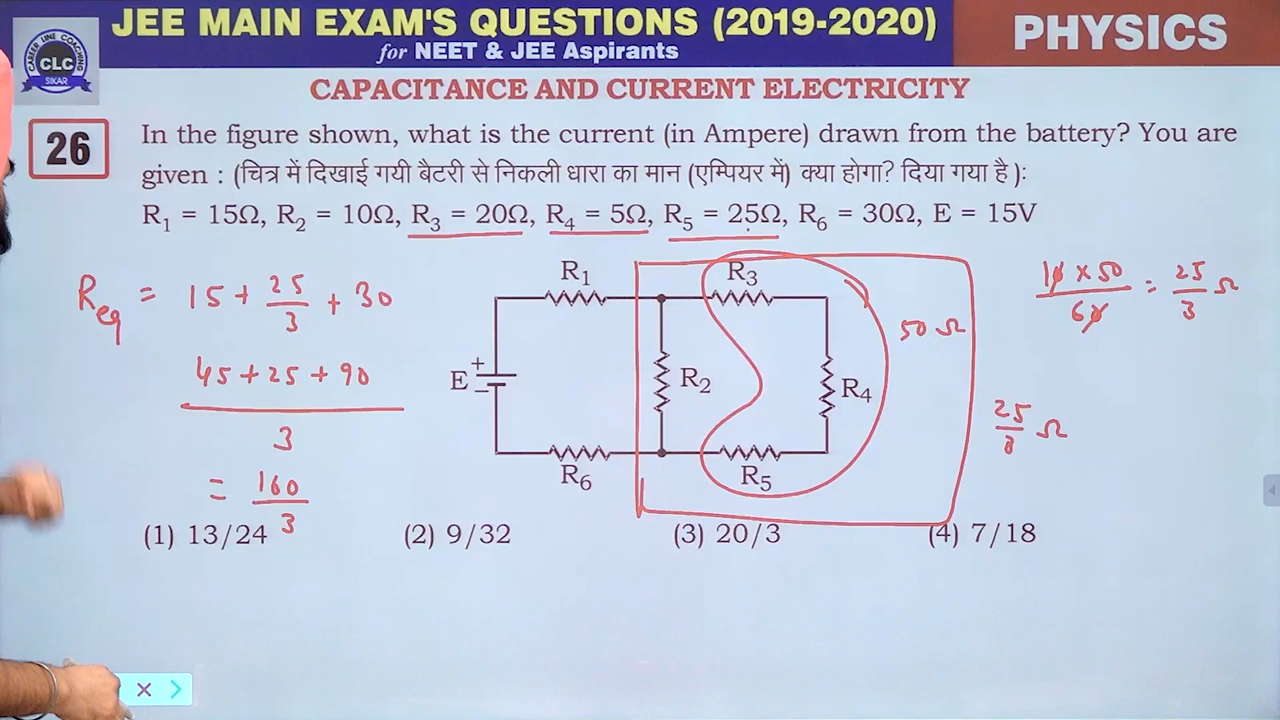 JEE MAIN EXAM'S QUESTIONS (2019-2020)
for NEET & JEE Aspirants
PHYSICS
CAREER LINE COACHING
CLC
SIKAR
CAPACITANCE AND CURRENT ELECTRICITY
26
In the figure shown, what is the current (in Ampere) drawn from the battery? You are
given : (चित्र में दिखाई गयी बैटरी से निकली धारा का मान (एम्पियर में) क्या होगा? दिया गया है):
R₁ = 15Ω, R₂ = 10Ω, R₃ = 20Ω, R₄ = 5Ω, R₅ = 25Ω, R₆ = 30Ω, E = 15V
Req = 15 + 25/3 + 30
45 + 25 + 90
3
= 160/3
R₁
R₃
E
+
−
R₂
R₄
R₆
R₅
50 Ω
10 × 50 / 60 = 25/3 Ω
25/3 Ω
(1) 13/24
(2) 9/32
(3) 20/3
(4) 7/18